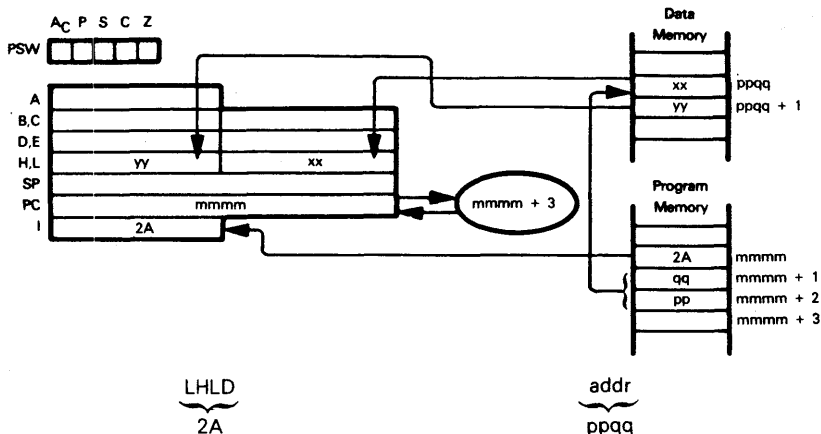 A_C P S C Z
PSW
A
B,C
D,E
H,L yy xx
SP
PC mmmm
I 2A
mmmm + 3
Data
Memory
xx ppqq
yy ppqq + 1
Program
Memory
2A mmmm
qq mmmm + 1
pp mmmm + 2
mmmm + 3
LHLD addr
2A ppqq